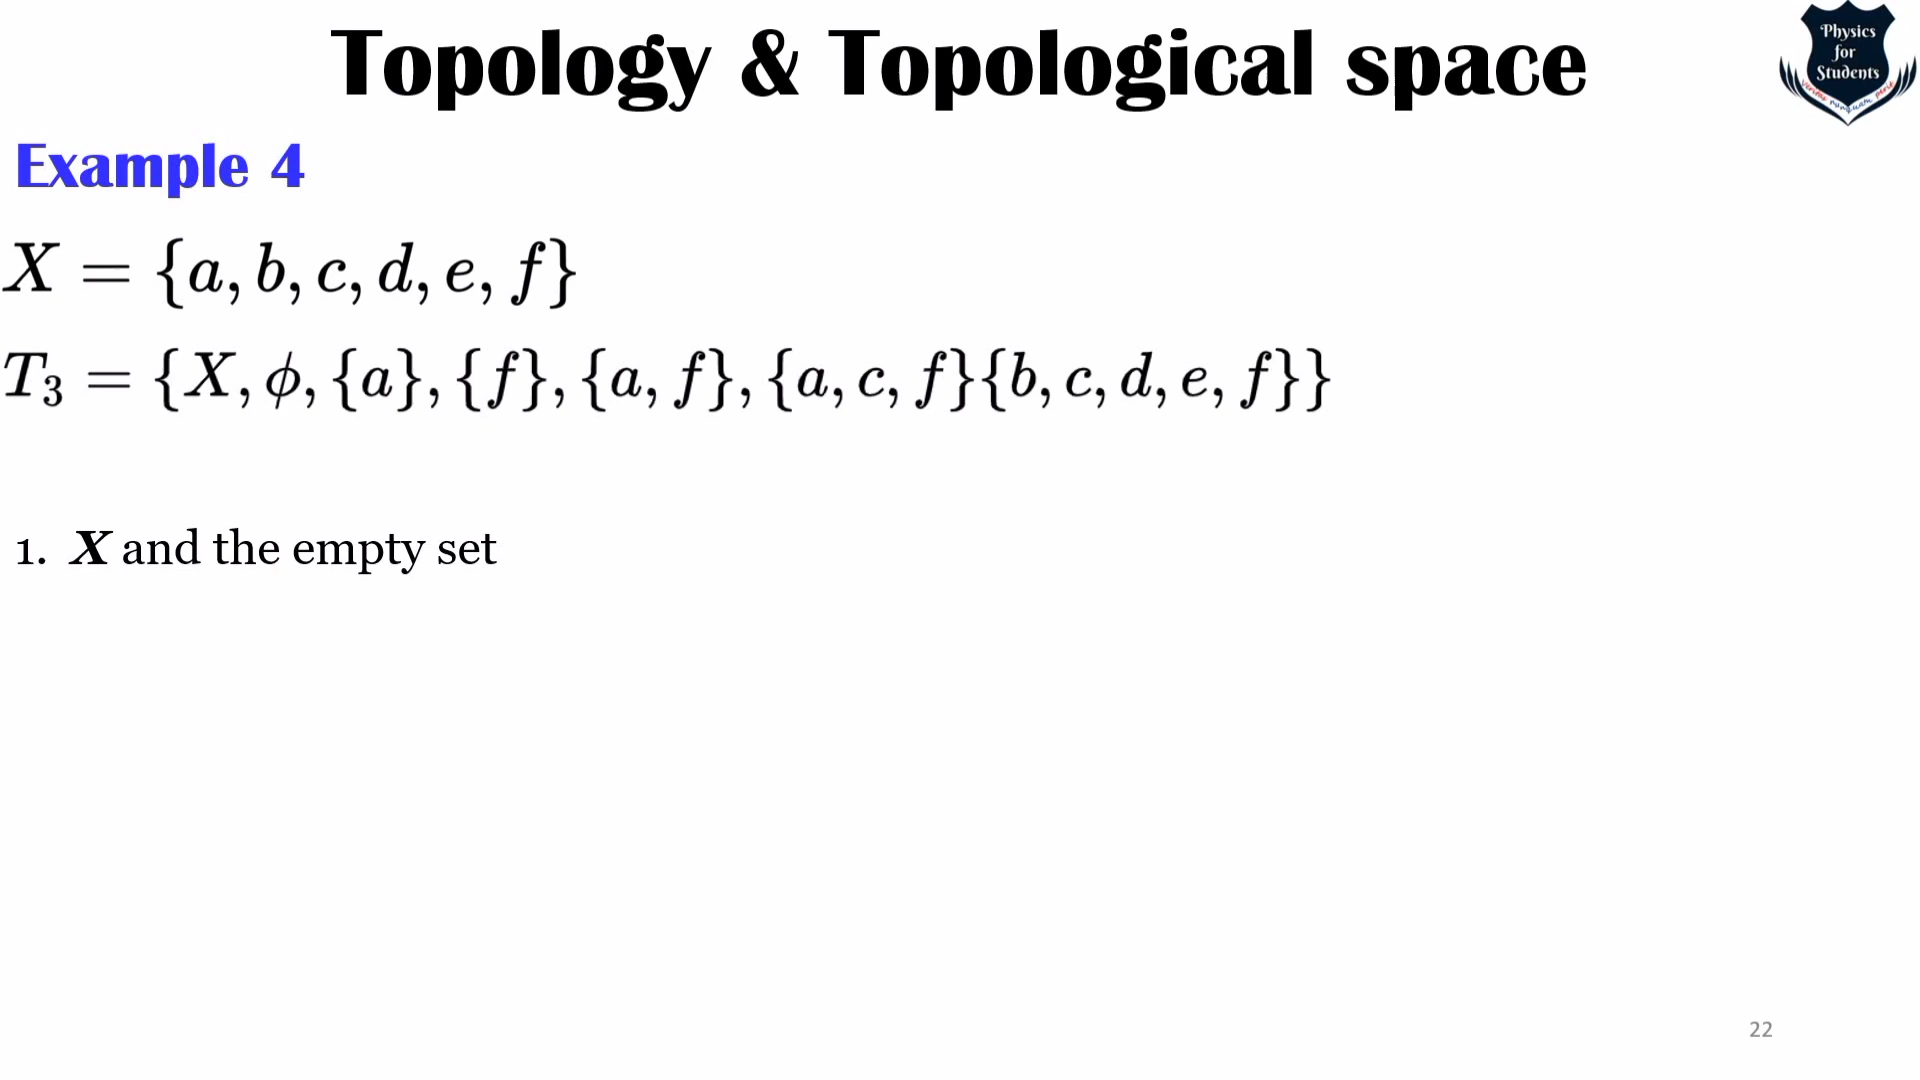 Topology & Topological space
Physics
for
Students
Example 4
X = {a, b, c, d, e, f}
T₃ = {X, ϕ, {a}, {f}, {a, f}, {a, c, f}{b, c, d, e, f}}
1. X and the empty set
22